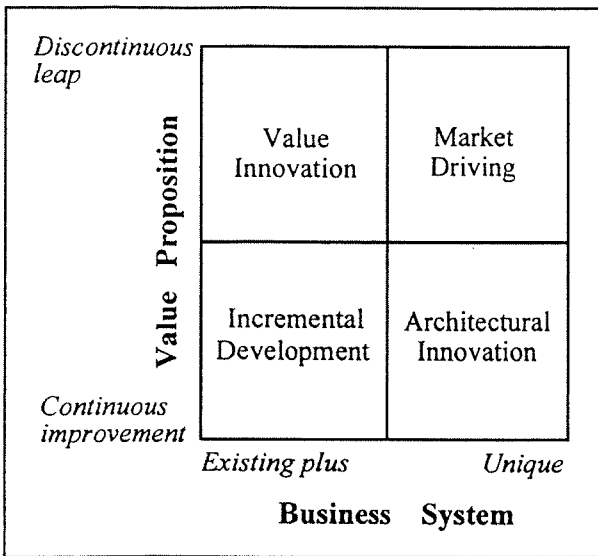 Discontinuous
leap
Value Proposition
Value
Innovation
Market
Driving
Incremental
Development
Architectural
Innovation
Continuous
improvement
Existing plus
Unique
Business System